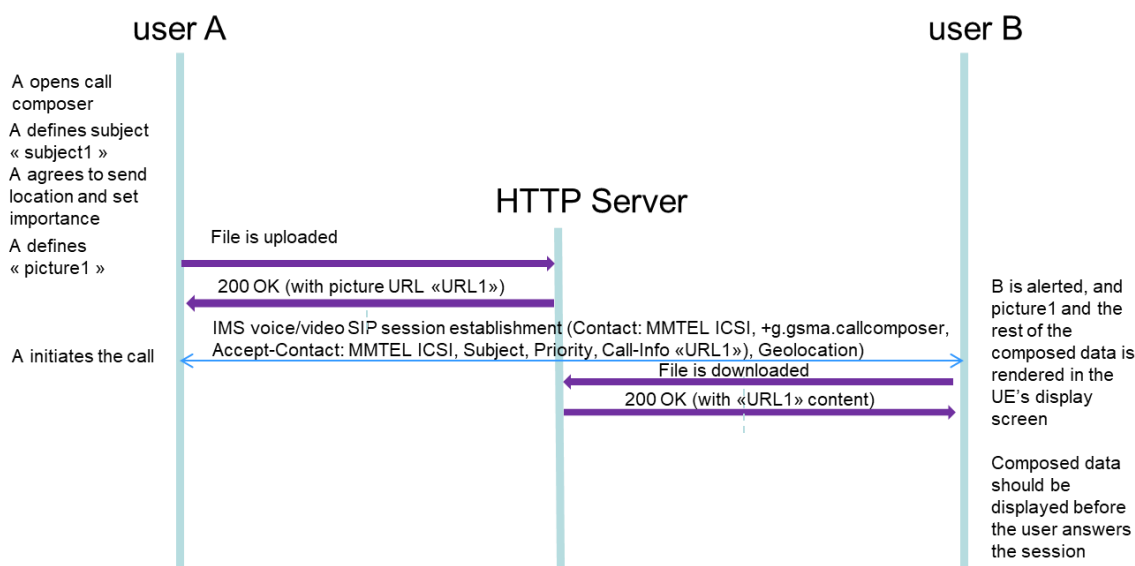 user A
user B
A opens call
composer
A defines subject
« subject1 »
A agrees to send
location and set
importance
HTTP Server
A defines
« picture1 »
File is uploaded
200 OK (with picture URL «URL1»)
IMS voice/video SIP session establishment (Contact: MMTEL ICSI, +g.gsma.callcomposer,
Accept-Contact: MMTEL ICSI, Subject, Priority, Call-Info «URL1»), Geolocation)
A initiates the call
File is downloaded
200 OK (with «URL1» content)
B is alerted, and
picture1 and the
rest of the
composed data is
rendered in the
UE’s display
screen
Composed data
should be
displayed before
the user answers
the session